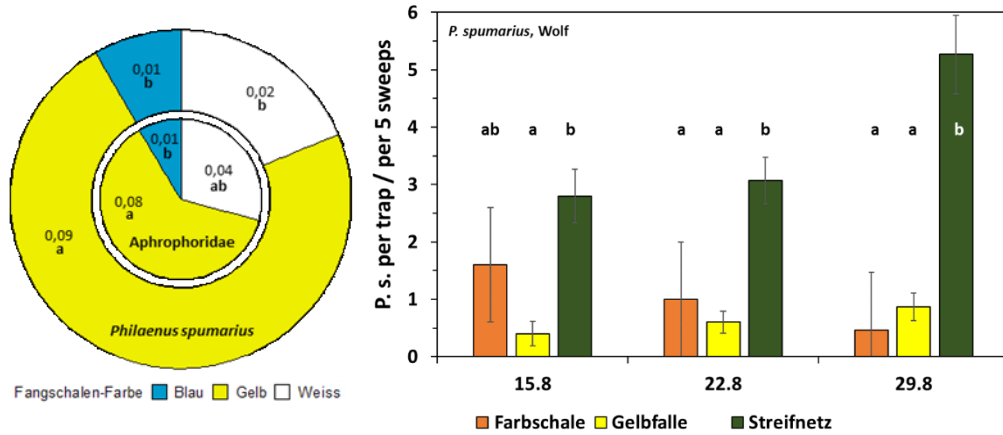 0,01
b
0,02
b
0,01
b
0,04
ab
0,08
a
0,09
a
Aphrophoridae
Philaenus spumarius
Fangschalen-Farbe Blau Gelb Weiss
P. s. per trap / per 5 sweeps
6
5
4
3
2
1
0
P. spumarius, Wolf
ab a b a a b a a b
15.8 22.8 29.8
Farbschale Gelbfalle Streifnetz